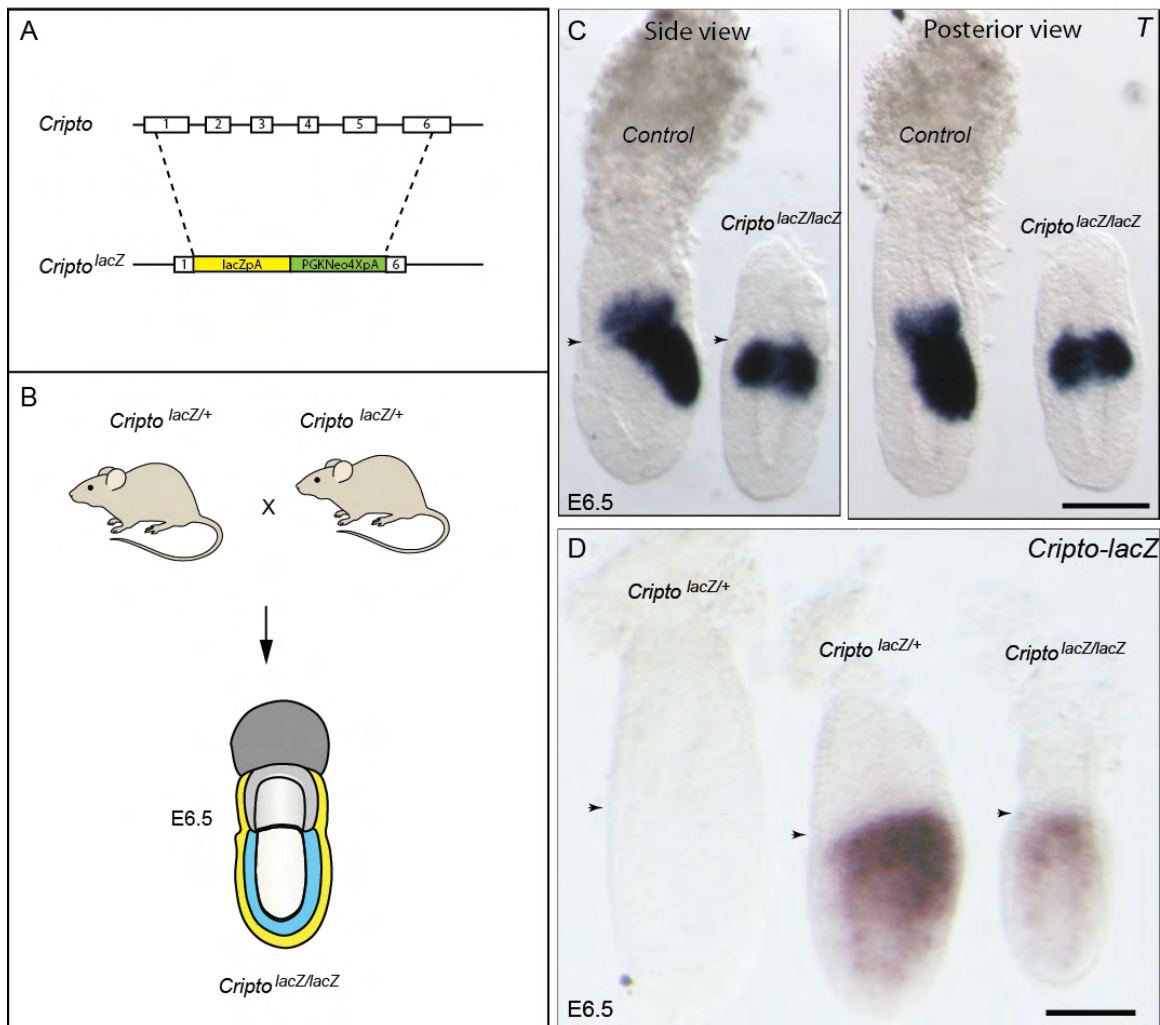 A
Cripto
1 2 3 4 5 6
Cripto lacZ
1 lacZpA PGKNeo4XpA 6
B
Cripto lacZ/+ Cripto lacZ/+
X
E6.5
Cripto lacZ/lacZ
C Side view
Control
Cripto lacZ/lacZ
E6.5
Posterior view T
Control
Cripto lacZ/lacZ
D Cripto-lacZ
Cripto lacZ/+
Cripto lacZ/+
Cripto lacZ/lacZ
E6.5